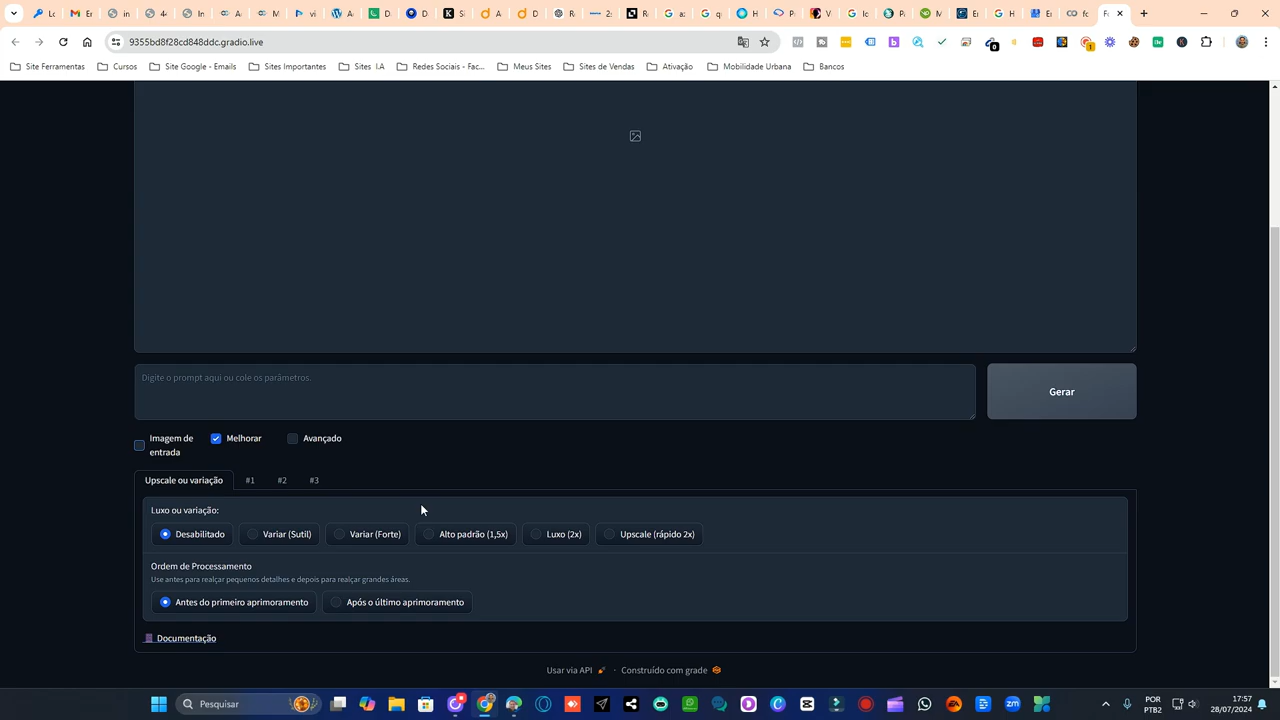 9355bd8f28cd848ddc.gradio.live
Site Ferramentas
Cursos
Site Google - Emails
Sites Importantes
Sites I.A
Redes Sociais - Fac...
Meus Sites
Sites de Vendas
Ativação
Mobilidade Urbana
Bancos
Digite o prompt aqui ou cole os parâmetros.
Gerar
Imagem de
entrada
Melhorar
Avançado
Upscale ou variação
#1
#2
#3
Luxo ou variação:
Desabilitado
Variar (Sutil)
Variar (Forte)
Alto padrão (1,5x)
Luxo (2x)
Upscale (rápido 2x)
Ordem de Processamento
Use antes para realçar pequenos detalhes e depois para realçar grandes áreas.
Antes do primeiro aprimoramento
Após o último aprimoramento
Documentação
Usar via API
·
Construído com grade
Pesquisar
POR
PTB2
17:57
28/07/2024